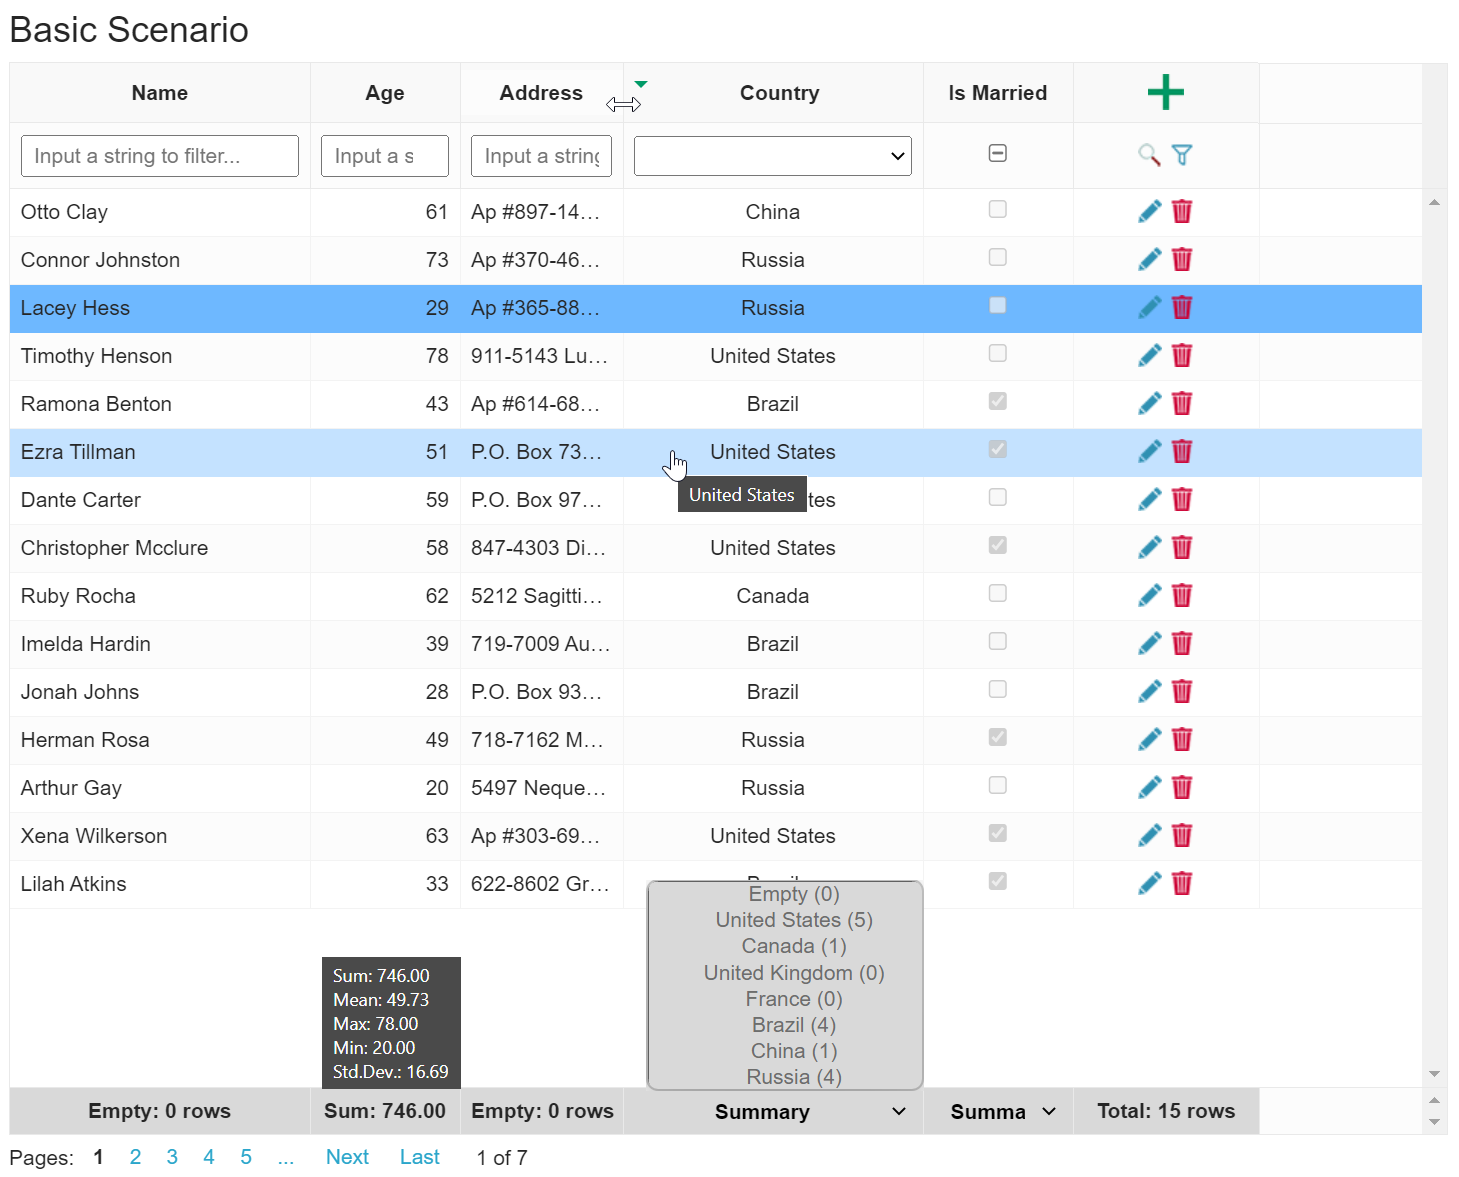 Basic Scenario
Name Age Address Country Is Married
Input a string to filter... Input a s Input a string
Otto Clay 61 Ap #897-14… China
Connor Johnston 73 Ap #370-46… Russia
Lacey Hess 29 Ap #365-88… Russia
Timothy Henson 78 911-5143 Lu… United States
Ramona Benton 43 Ap #614-68… Brazil
Ezra Tillman 51 P.O. Box 73… United States
United States
Dante Carter 59 P.O. Box 97… tes
Christopher Mcclure 58 847-4303 Di… United States
Ruby Rocha 62 5212 Sagitti… Canada
Imelda Hardin 39 719-7009 Au… Brazil
Jonah Johns 28 P.O. Box 93… Brazil
Herman Rosa 49 718-7162 M… Russia
Arthur Gay 20 5497 Neque… Russia
Xena Wilkerson 63 Ap #303-69… United States
Lilah Atkins 33 622-8602 Gr…
Empty (0)
United States (5)
Canada (1)
United Kingdom (0)
France (0)
Brazil (4)
China (1)
Russia (4)
Sum: 746.00
Mean: 49.73
Max: 78.00
Min: 20.00
Std.Dev.: 16.69
Empty: 0 rows Sum: 746.00 Empty: 0 rows Summary Summa Total: 15 rows
Pages: 1 2 3 4 5 ... Next Last 1 of 7